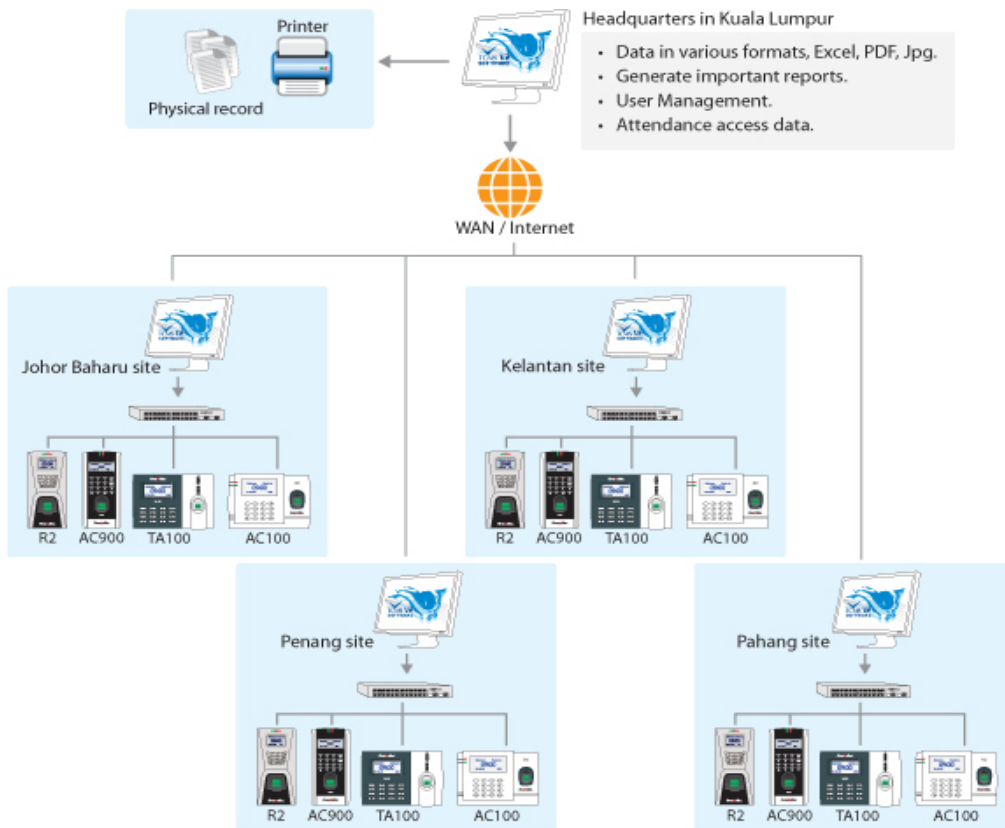 Printer
Physical record
Headquarters in Kuala Lumpur
• Data in various formats, Excel, PDF, Jpg.
• Generate important reports.
• User Management.
• Attendance access data.
WAN / Internet
Johor Baharu site
R2 AC900 TA100 AC100
Kelantan site
R2 AC900 TA100 AC100
Penang site
R2 AC900 TA100 AC100
Pahang site
R2 AC900 TA100 AC100